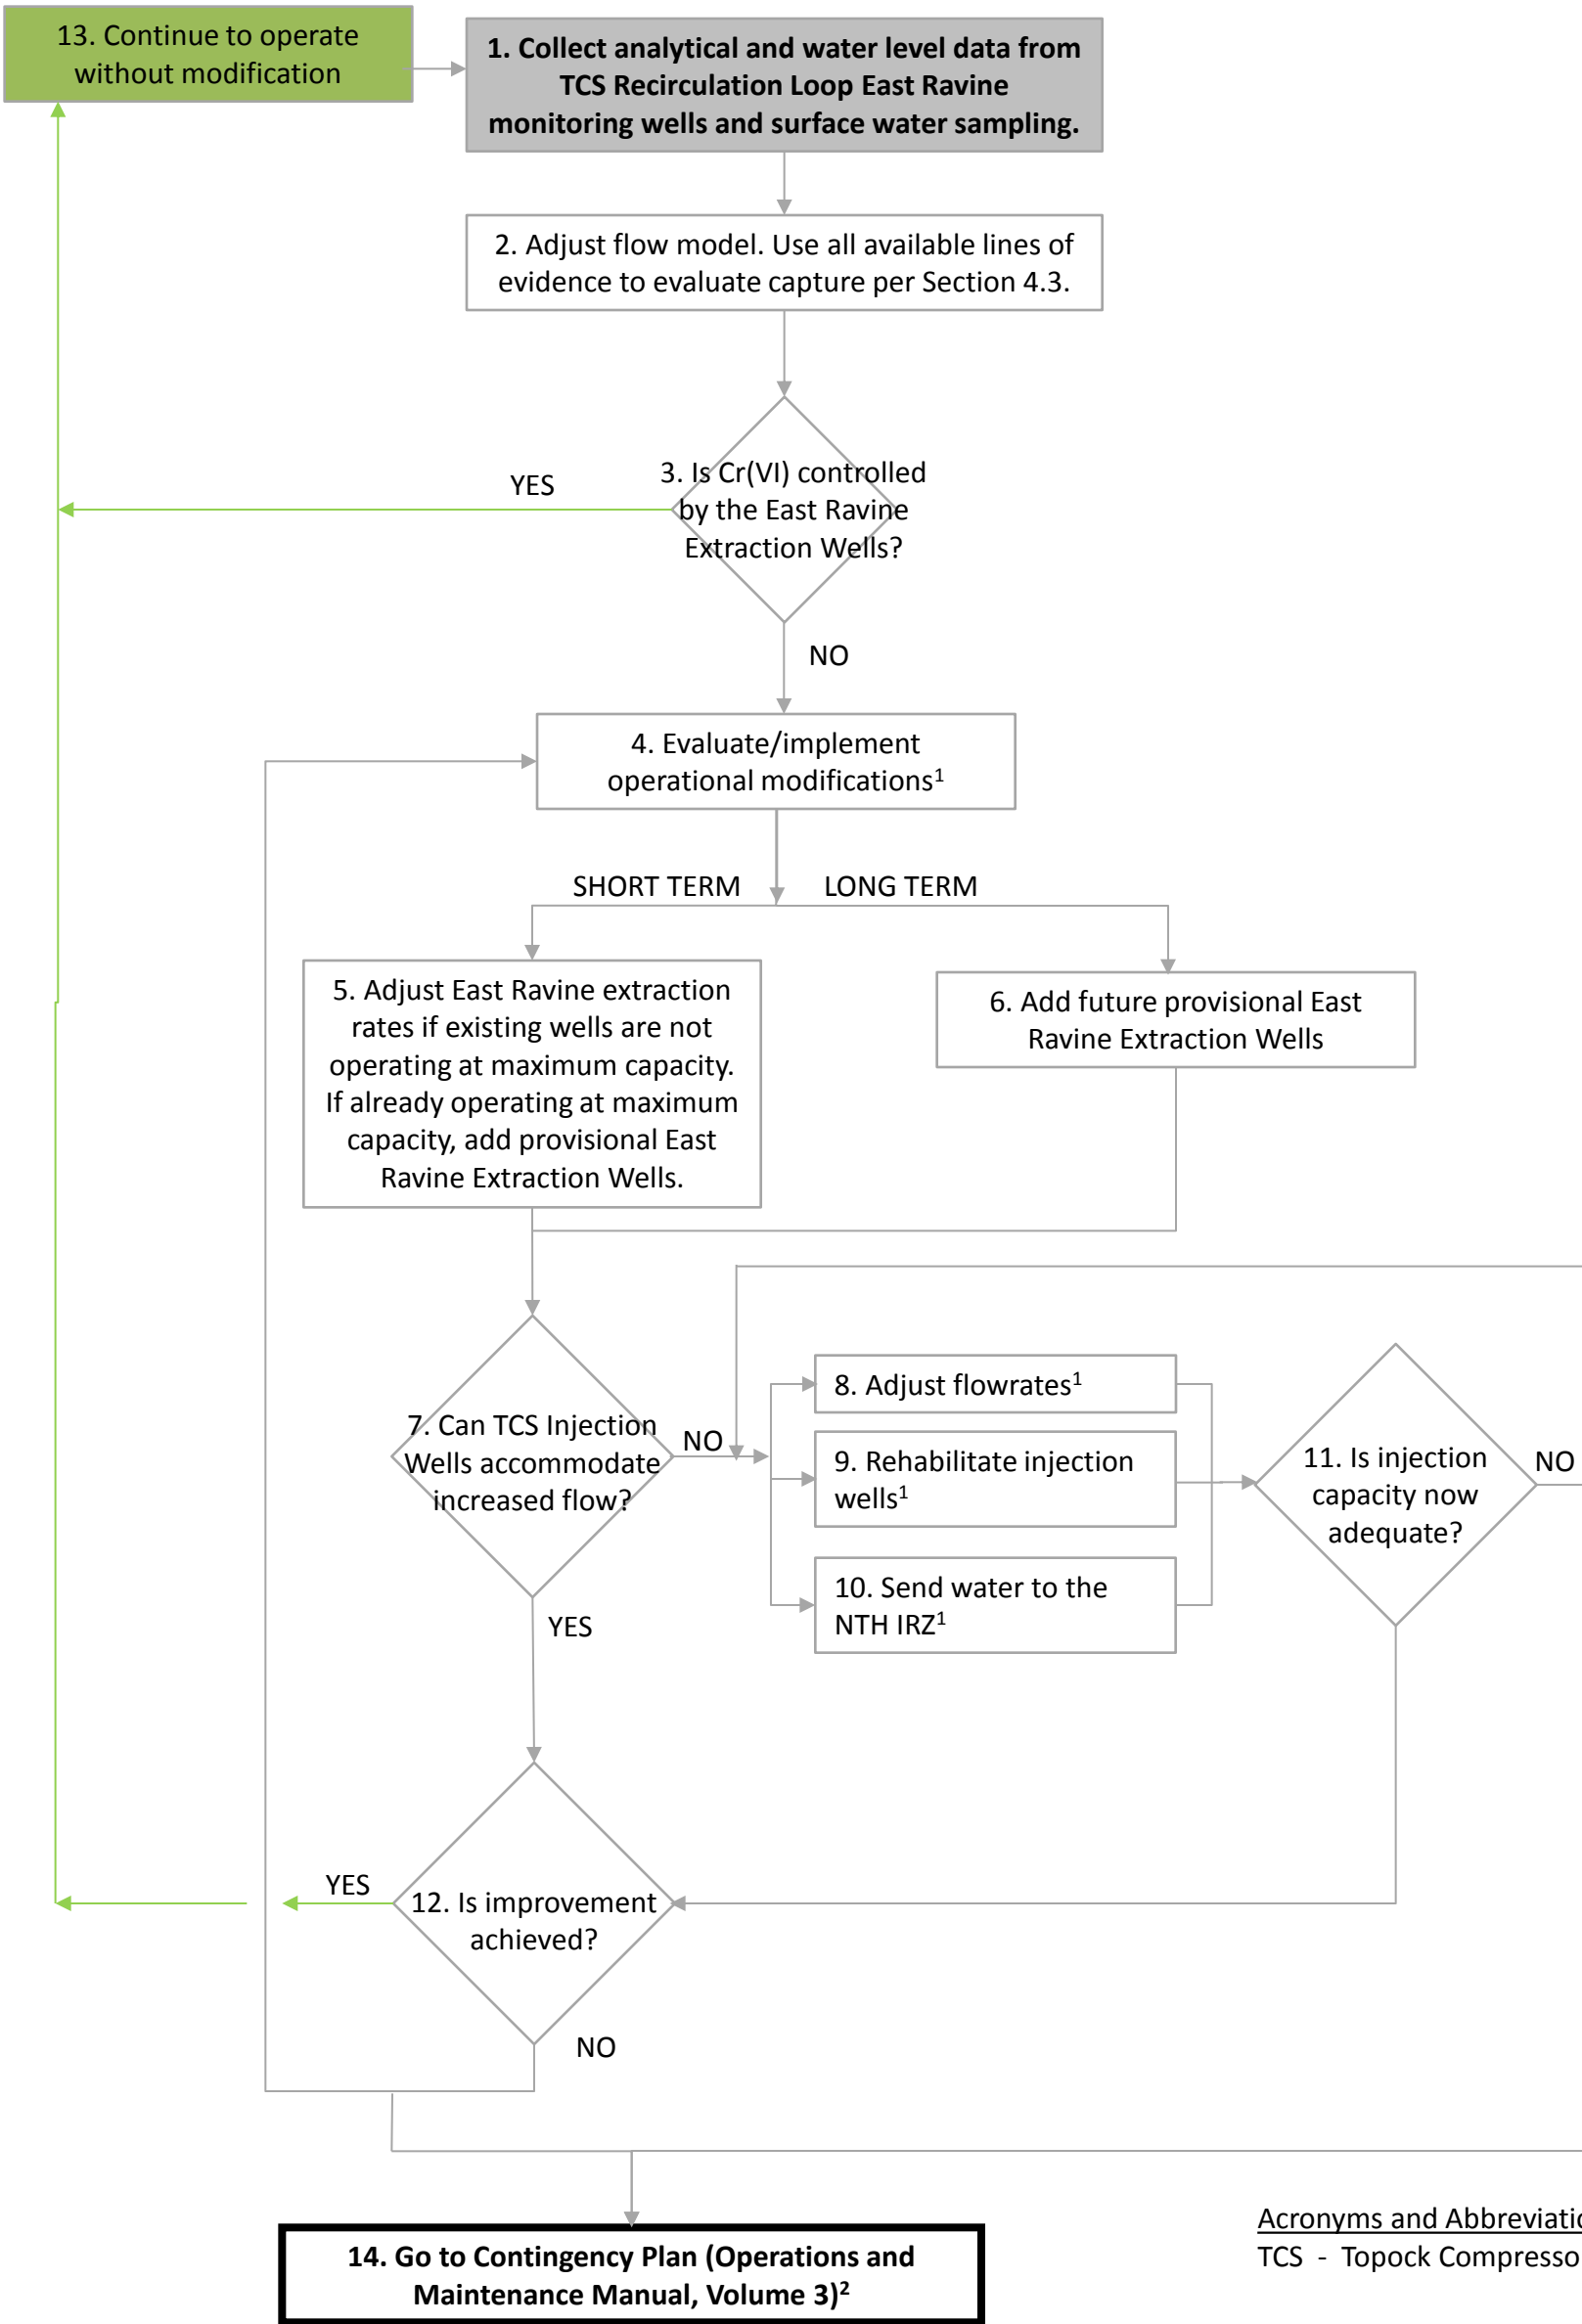 13. Continue to operate
without modification
1. Collect analytical and water level data from
TCS Recirculation Loop East Ravine
monitoring wells and surface water sampling.
2. Adjust flow model. Use all available lines of
evidence to evaluate capture per Section 4.3.
3. Is Cr(VI) controlled
by the East Ravine
Extraction Wells?
YES
NO
4. Evaluate/implement
operational modifications¹
SHORT TERM
LONG TERM
5. Adjust East Ravine extraction
rates if existing wells are not
operating at maximum capacity.
If already operating at maximum
capacity, add provisional East
Ravine Extraction Wells.
6. Add future provisional East
Ravine Extraction Wells
7. Can TCS Injection
Wells accommodate
increased flow?
NO
YES
8. Adjust flowrates¹
9. Rehabilitate injection
wells¹
10. Send water to the
NTH IRZ¹
11. Is injection
capacity now
adequate?
NO
12. Is improvement
achieved?
YES
NO
14. Go to Contingency Plan (Operations and
Maintenance Manual, Volume 3)²
Acronyms and Abbreviatio
TCS - Topock Compresso